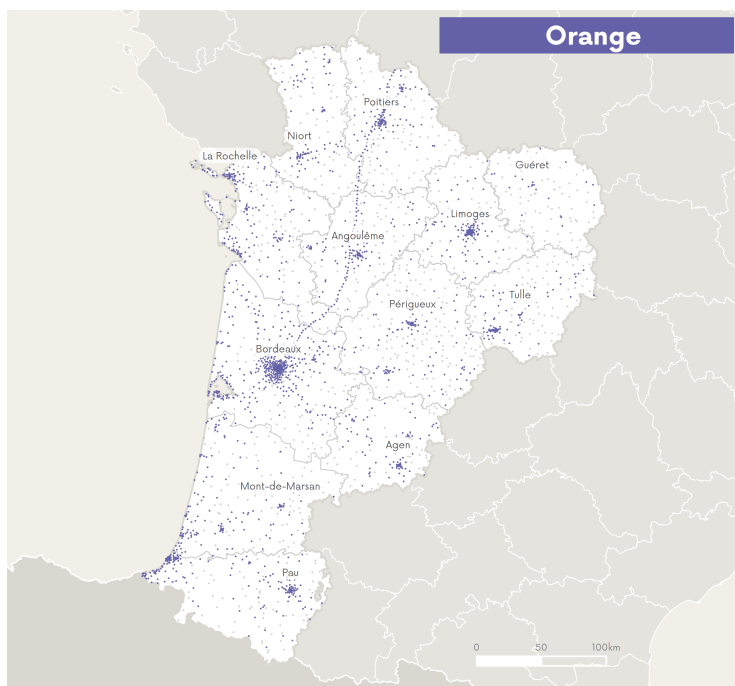 Orange
Poitiers
Niort
La Rochelle
Guéret
Limoges
Angoulême
Tulle
Périgueux
Bordeaux
Agen
Mont-de-Marsan
Pau
0 50 100km